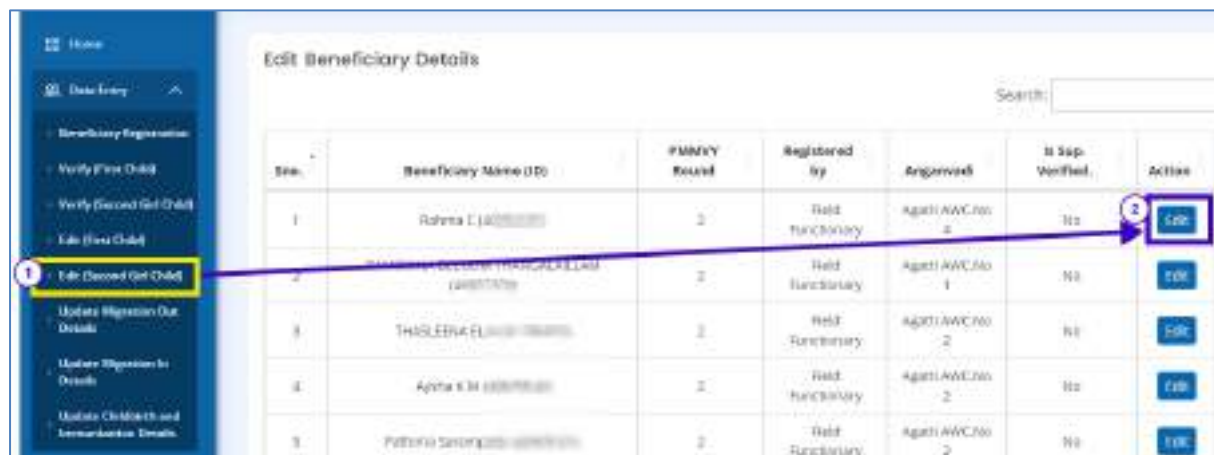 Home
Data Entry
Beneficiary Registration
Verify (First Child)
Verify (Second Girl Child)
Edit (First Child)
1
Edit (Second Girl Child)
Update Migration Out
Details
Update Migration In
Details
Update Childbirth and
Immunization Details
Edit Beneficiary Details
Search:
Sno. Beneficiary Name (ID) PMMVY Round Registered by Anganwadi Is Sup. Verified. Action
1 Rahma C 2 Field Functionary Agatti AWC.No 4 No 2 Edit
2 2 Field Functionary Agatti AWC.No 1 No Edit
3 THASLEENA 2 Field Functionary Agatti AWC.No 2 No Edit
4 2 Field Functionary Agatti AWC.No 2 No Edit
5 2 Field Functionary Agatti AWC.No 2 No Edit